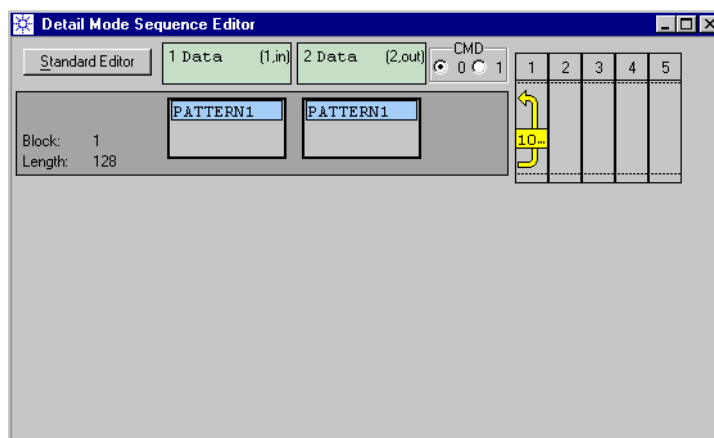 Detail Mode Sequence Editor
Standard Editor
1 Data (1,in)
2 Data (2,out)
CMD
0 1
1 2 3 4 5
PATTERN1
PATTERN1
Block: 1
Length: 128
10...